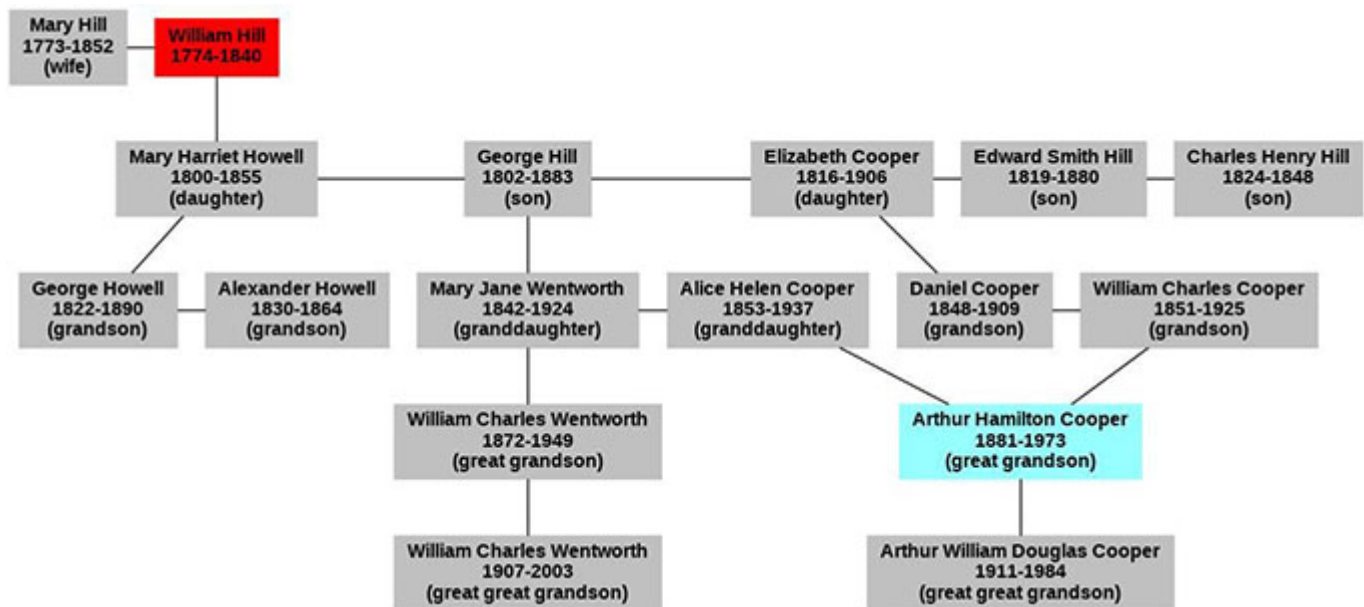 Mary Hill
1773-1852
(wife)
William Hill
1774-1840
Mary Harriet Howell
1800-1855
(daughter)
George Hill
1802-1883
(son)
Elizabeth Cooper
1816-1906
(daughter)
Edward Smith Hill
1819-1880
(son)
Charles Henry Hill
1824-1848
(son)
George Howell
1822-1890
(grandson)
Alexander Howell
1830-1864
(grandson)
Mary Jane Wentworth
1842-1924
(granddaughter)
Alice Helen Cooper
1853-1937
(granddaughter)
Daniel Cooper
1848-1909
(grandson)
William Charles Cooper
1851-1925
(grandson)
William Charles Wentworth
1872-1949
(great grandson)
Arthur Hamilton Cooper
1881-1973
(great grandson)
William Charles Wentworth
1907-2003
(great great grandson)
Arthur William Douglas Cooper
1911-1984
(great great grandson)